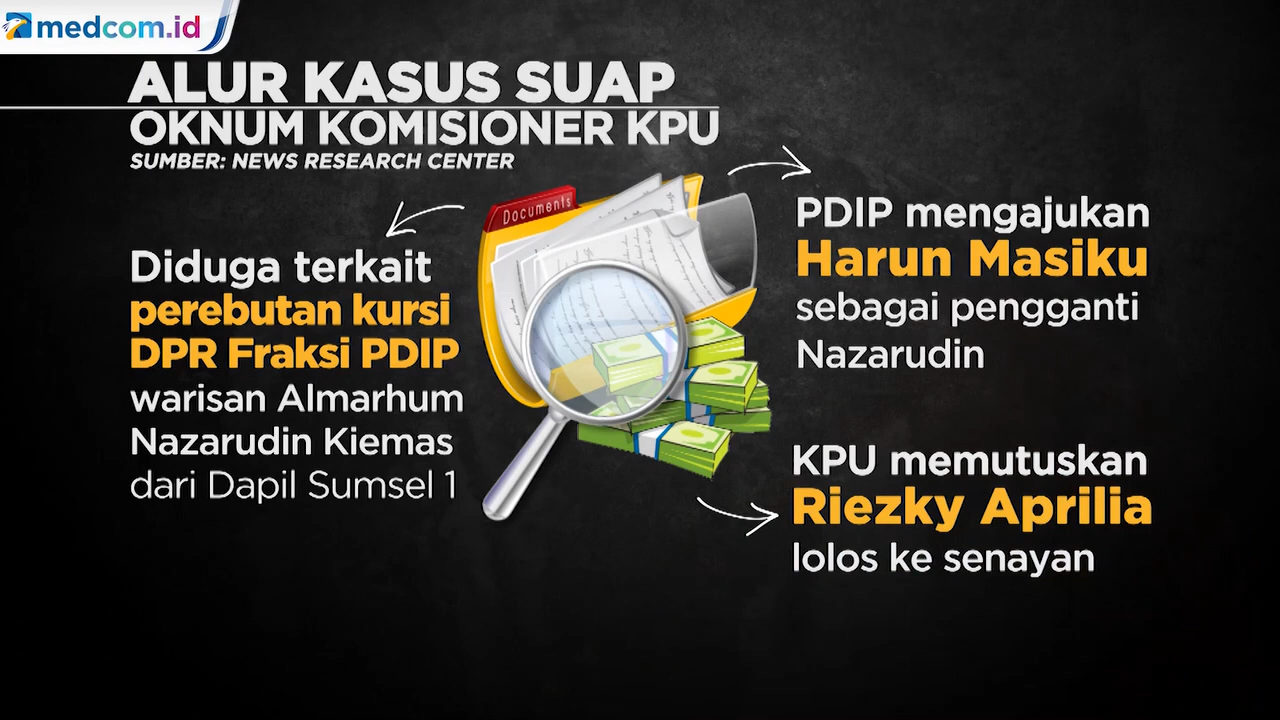 medcom.id
ALUR KASUS SUAP
OKNUM KOMISIONER KPU
SUMBER: NEWS RESEARCH CENTER
Documents
Diduga terkait
perebutan kursi
DPR Fraksi PDIP
warisan Almarhum
Nazarudin Kiemas
dari Dapil Sumsel 1
PDIP mengajukan
Harun Masiku
sebagai pengganti
Nazarudin
KPU memutuskan
Riezky Aprilia
lolos ke senayan